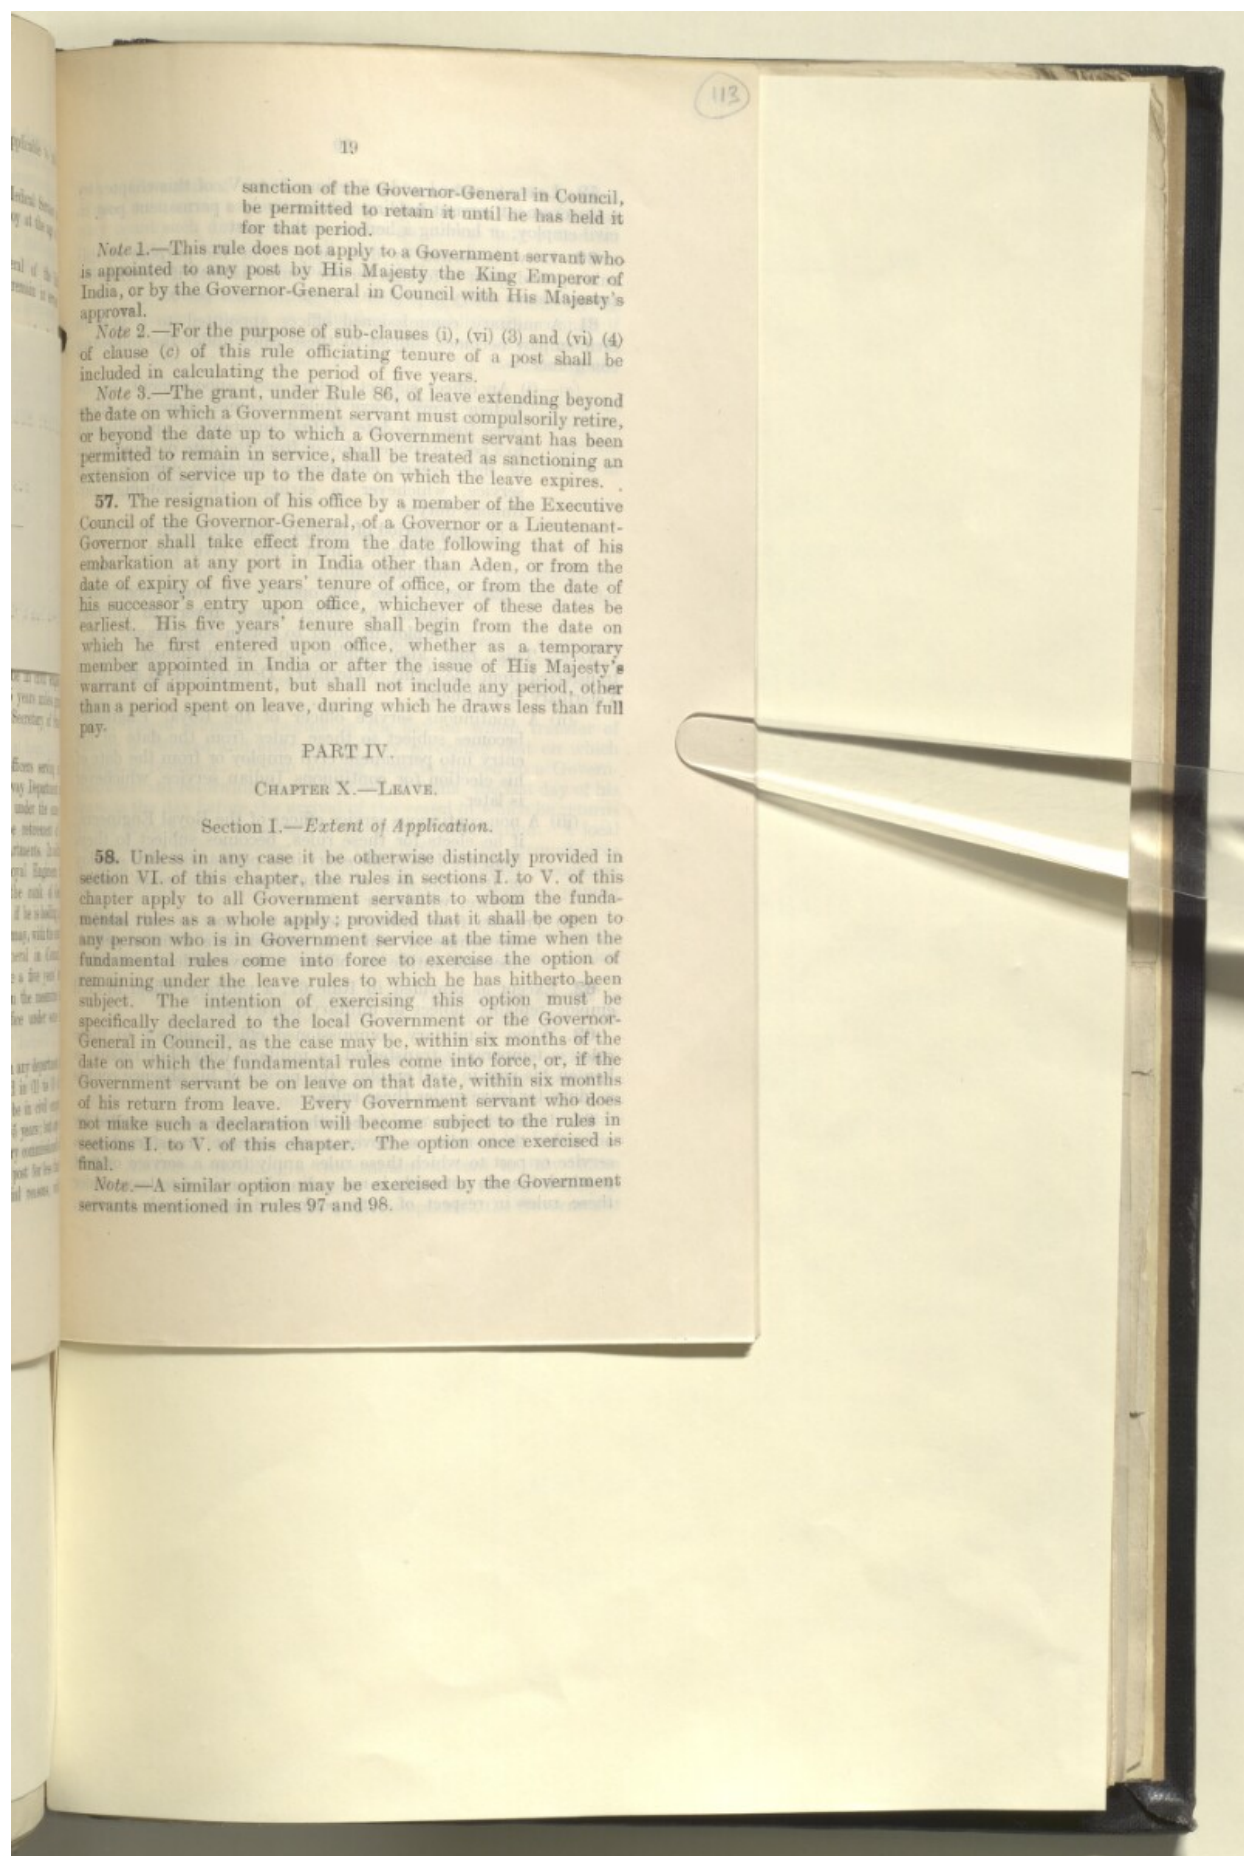 113
19
sanction of the Governor-General in Council,
be permitted to retain it until he has held it
for that period.
Note 1.—This rule does not apply to a Government servant who
is appointed to any post by His Majesty the King Emperor of
India, or by the Governor-General in Council with His Majesty's
approval.
Note 2.—For the purpose of sub-clauses (i), (vi) (3) and (vi) (4)
of clause (c) of this rule officiating tenure of a post shall be
included in calculating the period of five years.
Note 3.—The grant, under Rule 86, of leave extending beyond
the date on which a Government servant must compulsorily retire,
or beyond the date up to which a Government servant has been
permitted to remain in service, shall be treated as sanctioning an
extension of service up to the date on which the leave expires.
57. The resignation of his office by a member of the Executive
Council of the Governor-General, of a Governor or a Lieutenant-
Governor shall take effect from the date following that of his
embarkation at any port in India other than Aden, or from the
date of expiry of five years' tenure of office, or from the date of
his successor's entry upon office, whichever of these dates be
earliest. His five years' tenure shall begin from the date on
which he first entered upon office, whether as a temporary
member appointed in India or after the issue of His Majesty's
warrant of appointment, but shall not include any period, other
than a period spent on leave, during which he draws less than full
pay.
PART IV.
CHAPTER X.—LEAVE.
Section I.—Extent of Application.
58. Unless in any case it be otherwise distinctly provided in
section VI. of this chapter, the rules in sections I. to V. of this
chapter apply to all Government servants to whom the funda-
mental rules as a whole apply; provided that it shall be open to
any person who is in Government service at the time when the
fundamental rules come into force to exercise the option of
remaining under the leave rules to which he has hitherto been
subject. The intention of exercising this option must be
specifically declared to the local Government or the Governor-
General in Council, as the case may be, within six months of the
date on which the fundamental rules come into force, or, if the
Government servant be on leave on that date, within six months
of his return from leave. Every Government servant who does
not make such a declaration will become subject to the rules in
sections I. to V. of this chapter. The option once exercised is
final.
Note.—A similar option may be exercised by the Government
servants mentioned in rules 97 and 98.